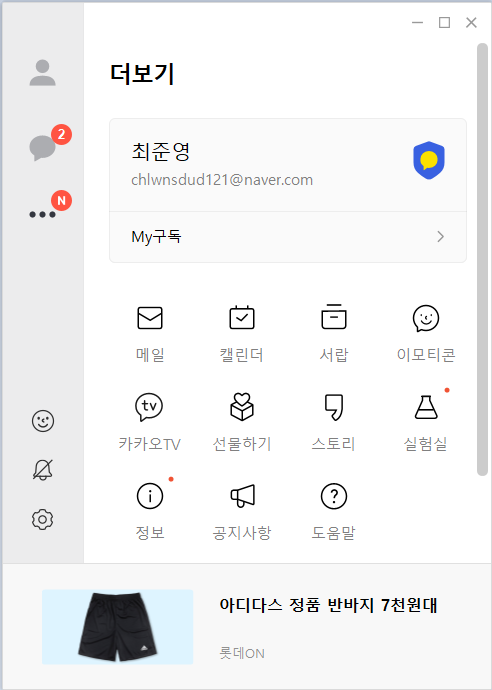 더보기
2
N
최준영
chlwnsdud121@naver.com
My구독
메일
캘린더
서랍
이모티콘
tv
카카오TV
선물하기
스토리
실험실
정보
공지사항
도움말
아디다스 정품 반바지 7천원대
롯데ON